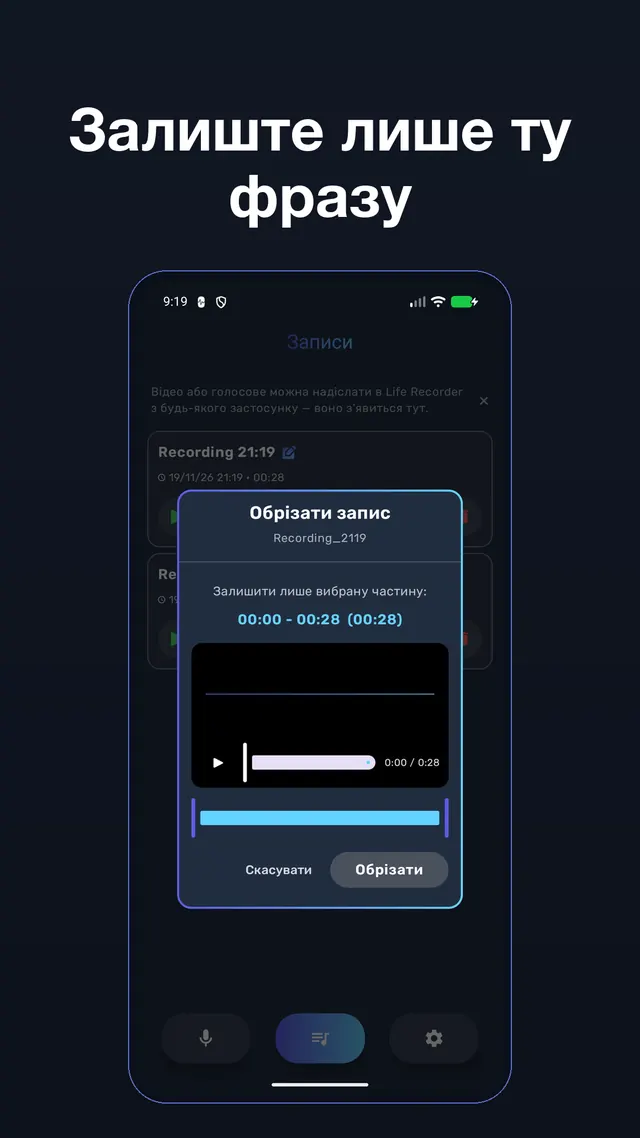 Залиште лише ту
фразу
9:19
Записи
Відео або голосове можна надіслати в Life Recorder
з будь-якого застосунку — воно з'явиться тут.
Recording 21:19
19/11/26 21:19 • 00:28
Обрізати запис
Recording_2119
Re
19
Залишити лише вибрану частину:
00:00 - 00:28 (00:28)
0:00 / 0:28
Скасувати
Обрізати